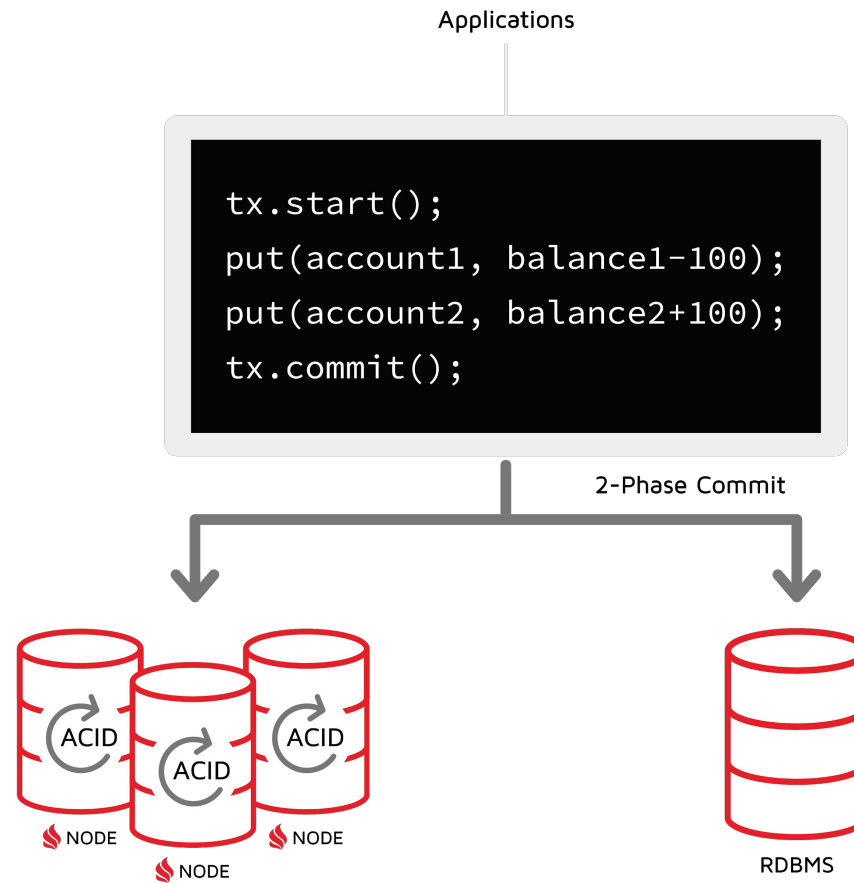 Applications
tx.start();
put(account1, balance1-100);
put(account2, balance2+100);
tx.commit();
2-Phase Commit
ACID
ACID
ACID
NODE
NODE
NODE
RDBMS